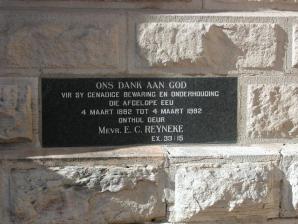 ONS DANK AAN GOD
VIR SY GENADIGE BEWARING EN ONDERHOUDING
DIE AFGELOPE EEU
4 MAART 1882 TOT 4 MAART 1982
ONTHUL DEUR
MEVR. E. C. REYNEKE
EX. 33:15